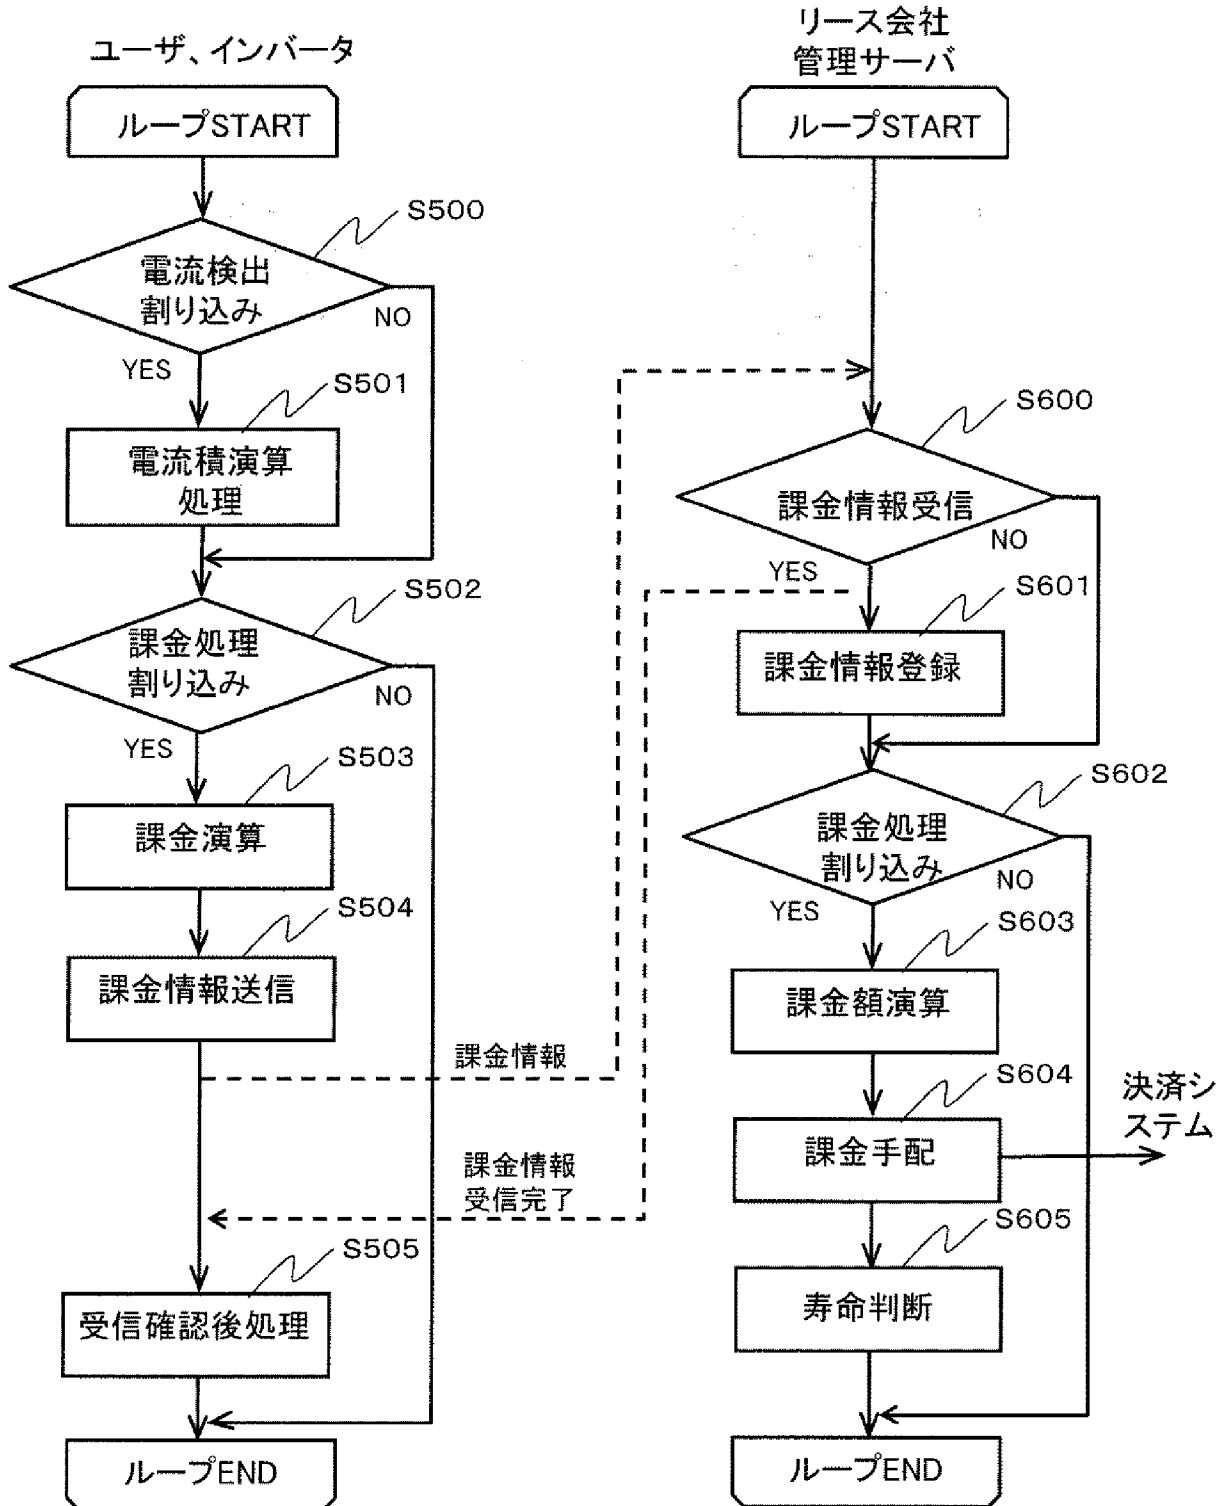 ユーザ、インバータ
ループSTART
S500
電流検出
割り込み
NO
YES
S501
電流積演算
処理
S502
課金処理
割り込み
NO
YES
S503
課金演算
S504
課金情報送信
課金情報
課金情報
受信完了
S505
受信確認後処理
ループEND
リース会社
管理サーバ
ループSTART
S600
課金情報受信
NO
YES
S601
課金情報登録
S602
課金処理
割り込み
NO
YES
S603
課金額演算
S604
課金手配
決済シ
ステム
S605
寿命判断
ループEND